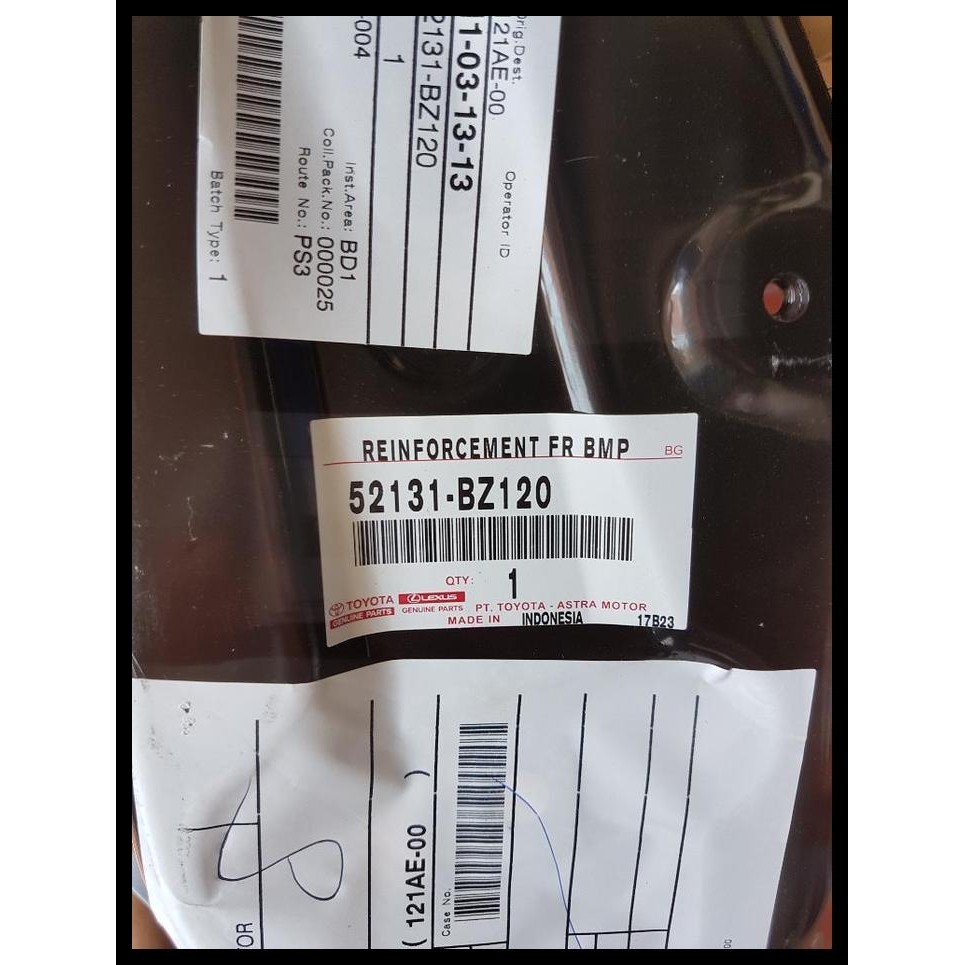 Orig.Dest.
21AE-00
Operator ID
1-03-13-13
2131-BZ120
1
-004
Inst.Area: BD1
Coll.Pack.No.: 000025
Route No.: PS3
Batch Type: 1
REINFORCEMENT FR BMP BG
52131-BZ120
QTY: 1
TOYOTA LEXUS
GENUINE PARTS GENUINE PARTS PT. TOYOTA - ASTRA MOTOR
MADE IN INDONESIA 17B23
TOR
( 121AE-00 )
Case No.